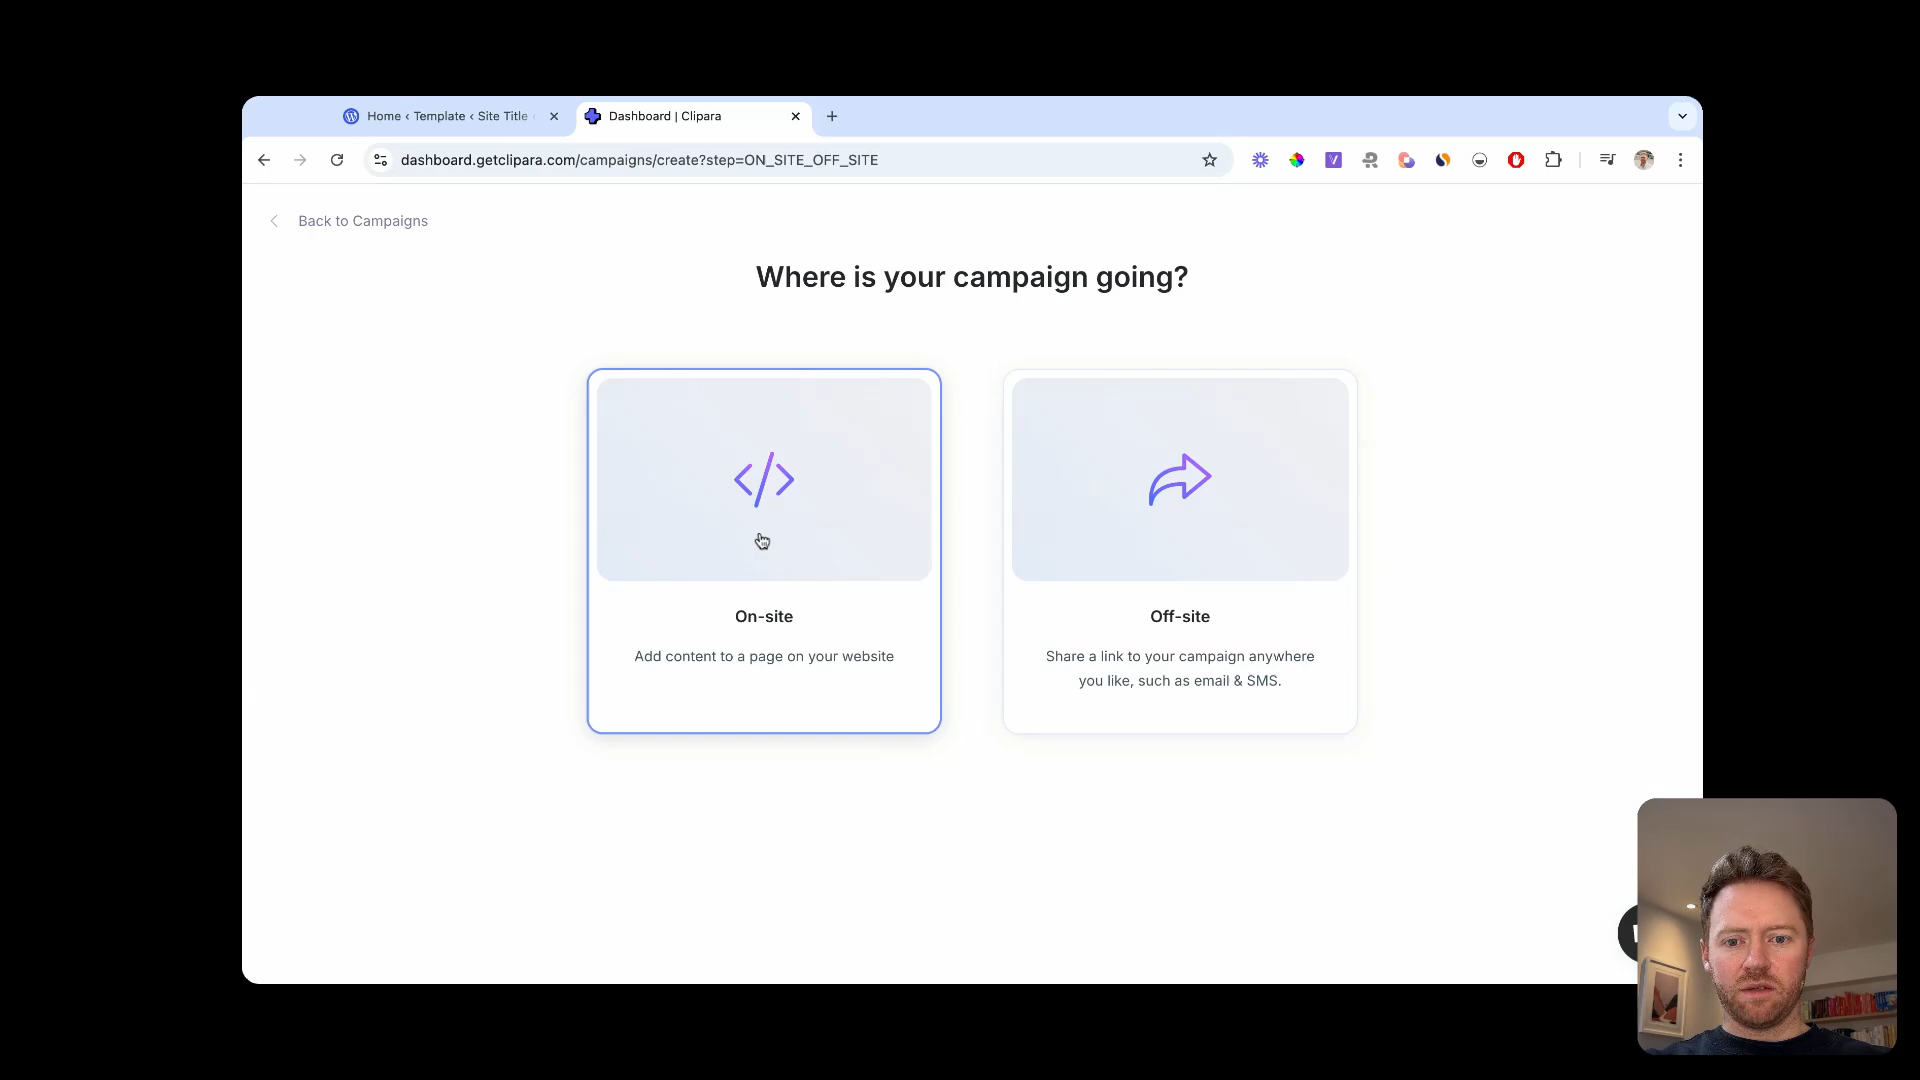 Home ‹ Template ‹ Site Title
Dashboard | Clipara
dashboard.getclipara.com/campaigns/create?step=ON_SITE_OFF_SITE
Back to Campaigns
Where is your campaign going?
On-site
Add content to a page on your website
Off-site
Share a link to your campaign anywhere
you like, such as email & SMS.